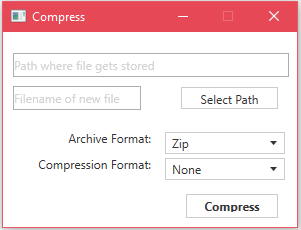 Compress
Path where file gets stored
Filename of new file
Select Path
Archive Format: Zip
Compression Format: None
Compress